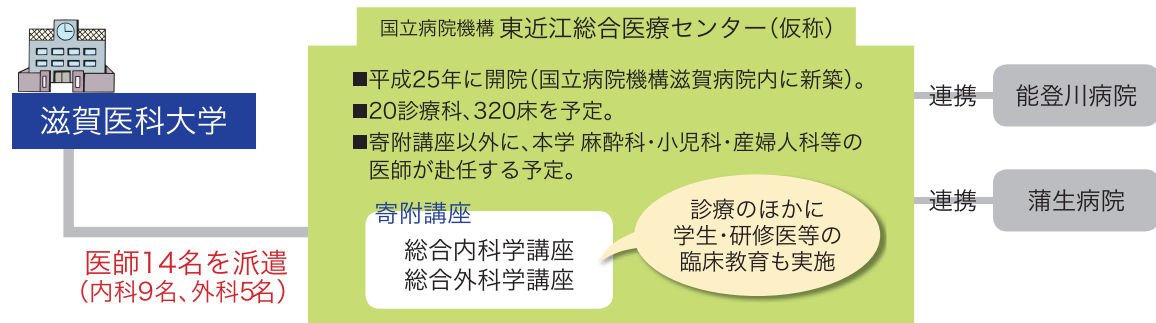 国立病院機構 東近江総合医療センター(仮称)
滋賀医科大学
■平成25年に開院(国立病院機構滋賀病院内に新築)。
■20診療科、320床を予定。
■寄附講座以外に、本学 麻酔科・小児科・産婦人科等の
医師が赴任する予定。
寄附講座
総合内科学講座
総合外科学講座
診療のほかに
学生・研修医等の
臨床教育も実施
医師14名を派遣
(内科9名、外科5名)
連携
能登川病院
連携
蒲生病院